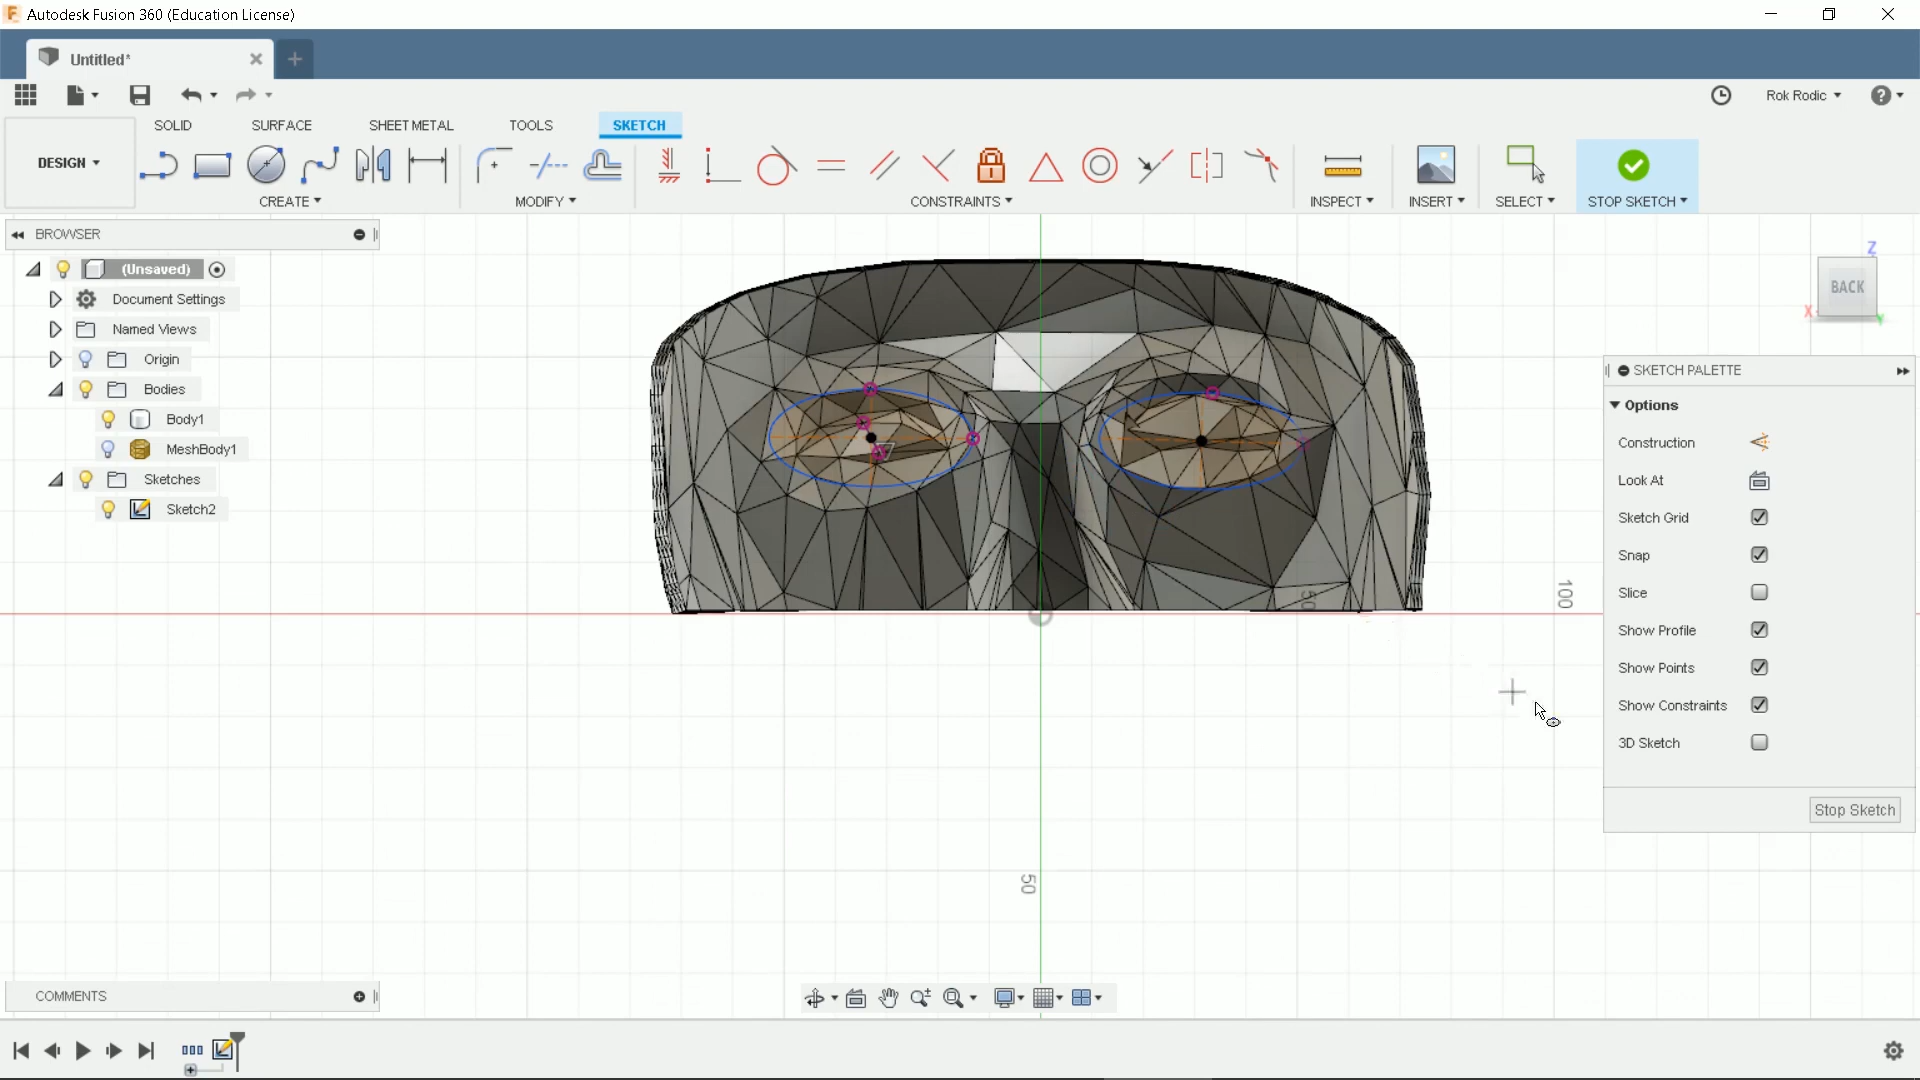 Autodesk Fusion 360 (Education License)
Untitled*
Rok Rodic
SOLID SURFACE SHEET METAL TOOLS SKETCH
DESIGN
CREATE MODIFY CONSTRAINTS INSPECT INSERT SELECT STOP SKETCH
BROWSER
(Unsaved)
Document Settings
Named Views
Origin
Bodies
Body1
MeshBody1
Sketches
Sketch2
Z
BACK
X
Y
SKETCH PALETTE
Options
Construction
Look At
Sketch Grid
Snap
Slice
Show Profile
Show Points
Show Constraints
3D Sketch
Stop Sketch
50
100
50
COMMENTS